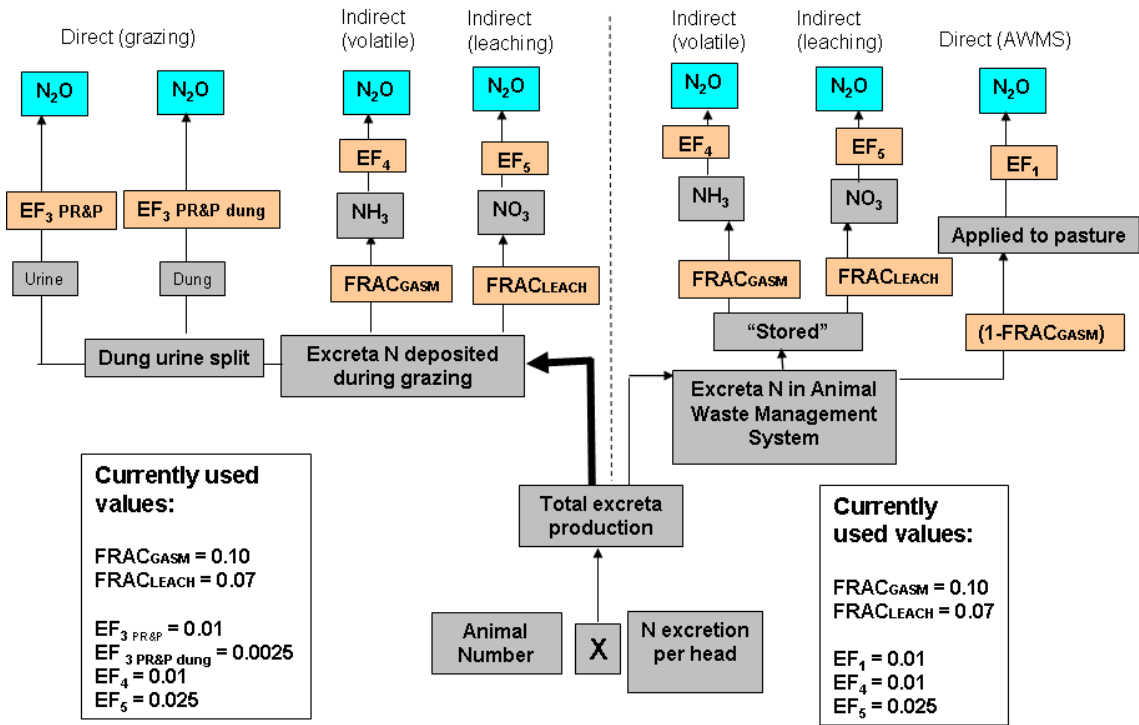 Direct (grazing)
Indirect
(volatile)
Indirect
(leaching)
Indirect
(volatile)
Indirect
(leaching)
Direct (AWMS)
N₂O
N₂O
N₂O
N₂O
N₂O
N₂O
N₂O
EF₄
EF₅
EF₄
EF₅
EF₁
EF₃ PR&P
EF₃ PR&P dung
NH₃
NO₃
NH₃
NO₃
Applied to pasture
Urine
Dung
FRACGASM
FRACLEACH
FRACGASM
FRACLEACH
(1-FRACGASM)
"Stored"
Dung urine split
Excreta N deposited
during grazing
Excreta N in Animal
Waste Management
System
Total excreta
production
Animal
Number
X
N excretion
per head
Currently used
values:
FRACGASM = 0.10
FRACLEACH = 0.07
EF₃ PR&P = 0.01
EF ₃ PR&P dung = 0.0025
EF₄ = 0.01
EF₅ = 0.025
Currently
used values:
FRACGASM = 0.10
FRACLEACH = 0.07
EF₁ = 0.01
EF₄ = 0.01
EF₅ = 0.025